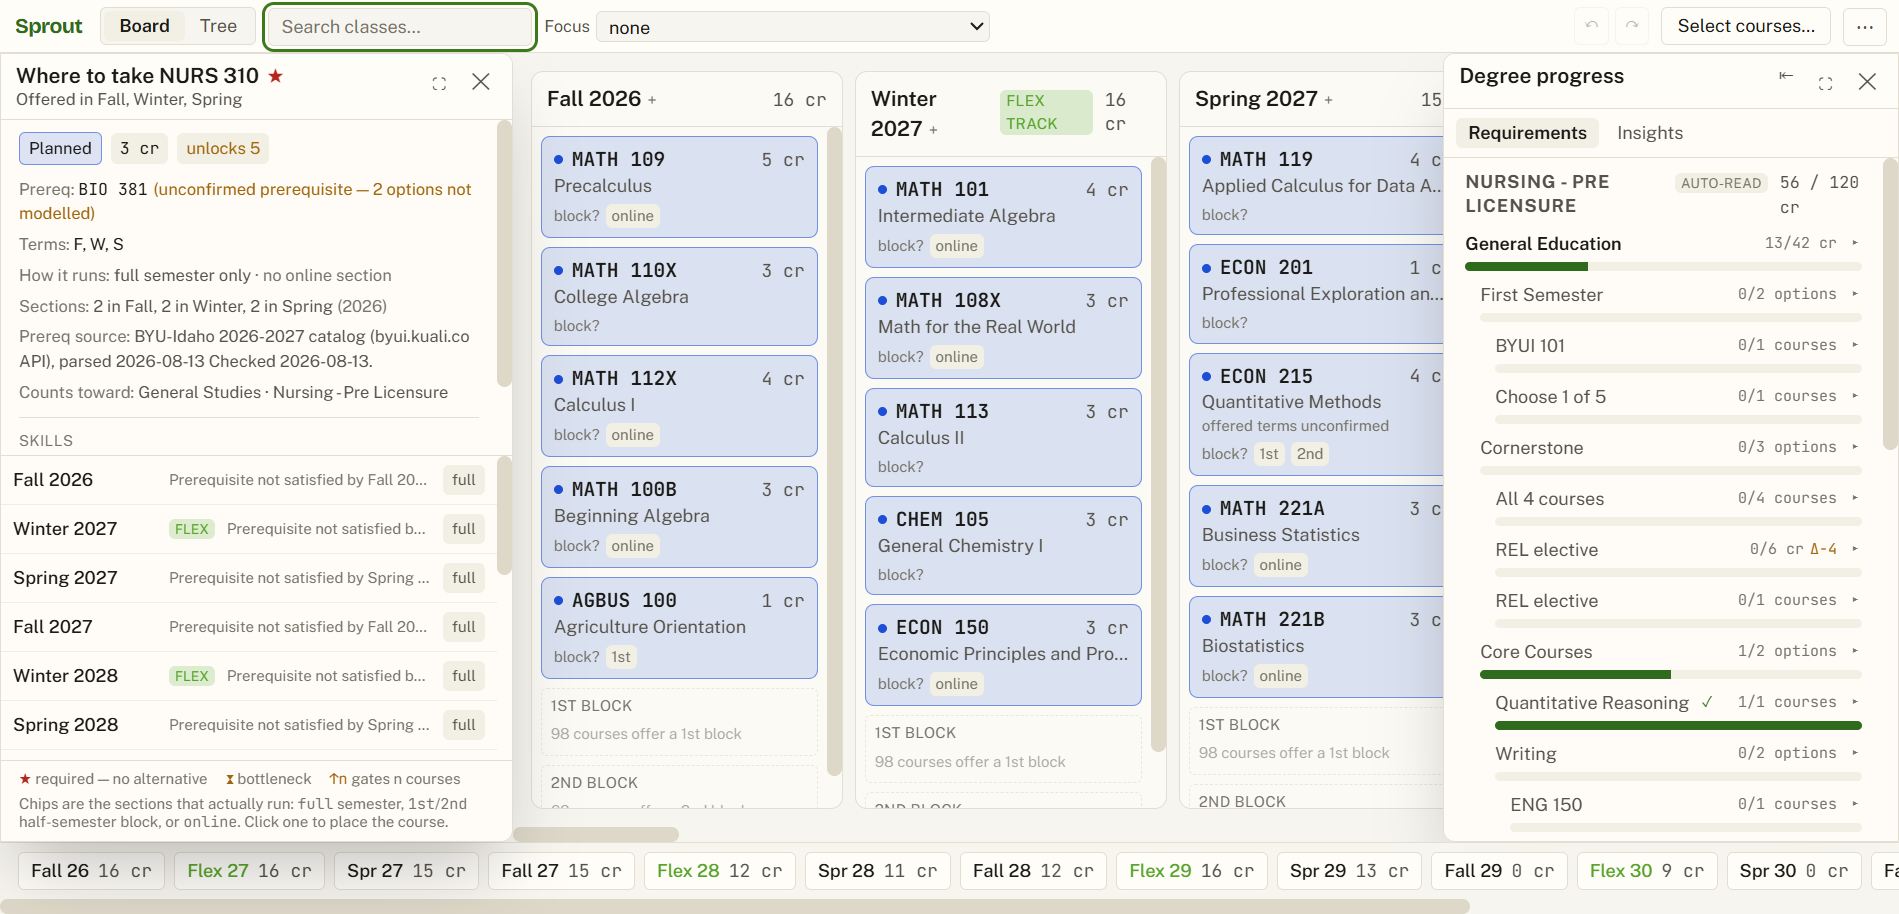 Sprout Board Tree Search classes... Focus none Select courses... ...
Where to take NURS 310 ★
Offered in Fall, Winter, Spring
Planned 3 cr unlocks 5
Prereq: BIO 381 (unconfirmed prerequisite — 2 options not
modelled)
Terms: F, W, S
How it runs: full semester only · no online section
Sections: 2 in Fall, 2 in Winter, 2 in Spring (2026)
Prereq source: BYU-Idaho 2026-2027 catalog (byui.kuali.co
API), parsed 2026-08-13 Checked 2026-08-13.
Counts toward: General Studies · Nursing - Pre Licensure
SKILLS
Fall 2026 Prerequisite not satisfied by Fall 20... full
Winter 2027 FLEX Prerequisite not satisfied b... full
Spring 2027 Prerequisite not satisfied by Spring ... full
Fall 2027 Prerequisite not satisfied by Fall 20... full
Winter 2028 FLEX Prerequisite not satisfied b... full
Spring 2028 Prerequisite not satisfied by Spring ... full
★ required — no alternative ⧗ bottleneck ↑n gates n courses
Chips are the sections that actually run: full semester, 1st/2nd
half-semester block, or online. Click one to place the course.
Fall 2026 + 16 cr
MATH 109 5 cr
Precalculus
block? online
MATH 110X 3 cr
College Algebra
block?
MATH 112X 4 cr
Calculus I
block? online
MATH 100B 3 cr
Beginning Algebra
block? online
AGBUS 100 1 cr
Agriculture Orientation
block? 1st
1ST BLOCK
98 courses offer a 1st block
2ND BLOCK
Winter 2027 + FLEX TRACK 16 cr
MATH 101 4 cr
Intermediate Algebra
block? online
MATH 108X 3 cr
Math for the Real World
block? online
MATH 113 3 cr
Calculus II
block?
CHEM 105 3 cr
General Chemistry I
block?
ECON 150 3 cr
Economic Principles and Pro...
block? online
1ST BLOCK
98 courses offer a 1st block
2ND BLOCK
Spring 2027 + 15
MATH 119 4 c
Applied Calculus for Data A...
block?
ECON 201 1 c
Professional Exploration an...
block?
ECON 215 4 c
Quantitative Methods
offered terms unconfirmed
block? 1st 2nd
MATH 221A 3 c
Business Statistics
block? online
MATH 221B 3 c
Biostatistics
block? online
1ST BLOCK
98 courses offer a 1st block
2ND BLOCK
Degree progress
Requirements Insights
NURSING - PRE LICENSURE AUTO-READ 56 / 120 cr
General Education 13/42 cr
First Semester 0/2 options
BYUI 101 0/1 courses
Choose 1 of 5 0/1 courses
Cornerstone 0/3 options
All 4 courses 0/4 courses
REL elective 0/6 cr Δ-4
REL elective 0/1 courses
Core Courses 1/2 options
Quantitative Reasoning ✓ 1/1 courses
Writing 0/2 options
ENG 150 0/1 courses
Fall 26 16 cr Flex 27 16 cr Spr 27 15 cr Fall 27 15 cr Flex 28 12 cr Spr 28 11 cr Fall 28 12 cr Flex 29 16 cr Spr 29 13 cr Fall 29 0 cr Flex 30 9 cr Spr 30 0 cr Fa